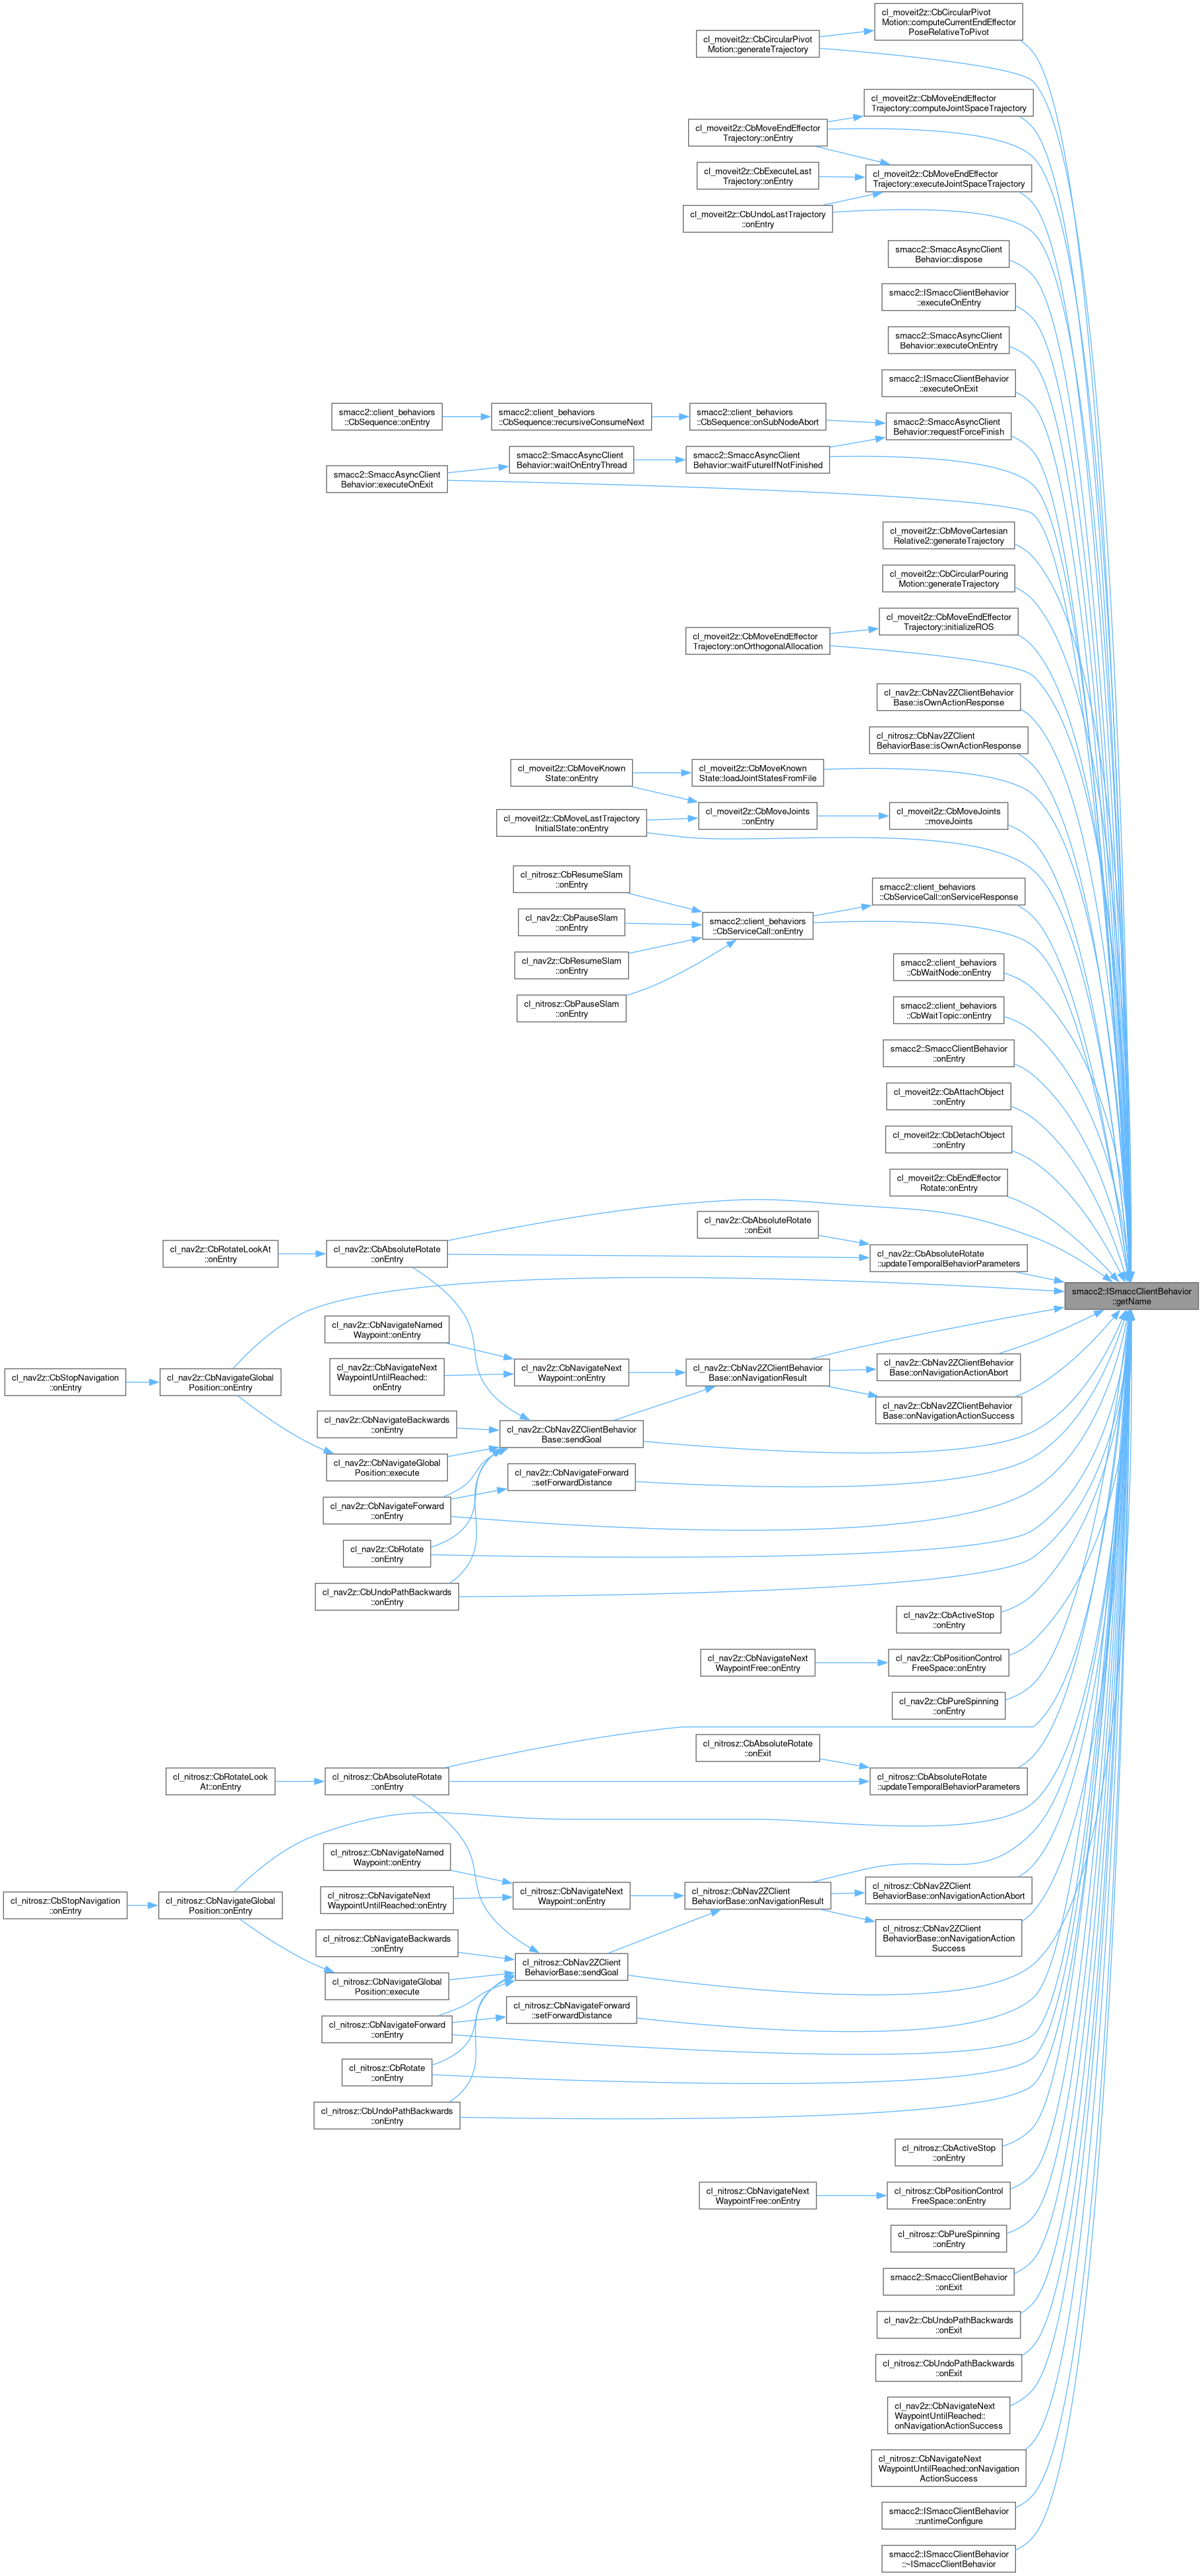 cl_moveit2z::CbCircularPivot
Motion::computeCurrentEndEffector
PoseRelativeToPivot
cl_moveit2z::CbCircularPivot
Motion::generateTrajectory
cl_moveit2z::CbMoveEndEffector
Trajectory::computeJointSpaceTrajectory
cl_moveit2z::CbMoveEndEffector
Trajectory::onEntry
cl_moveit2z::CbExecuteLast
Trajectory::onEntry
cl_moveit2z::CbMoveEndEffector
Trajectory::executeJointSpaceTrajectory
cl_moveit2z::CbUndoLastTrajectory
::onEntry
smacc2::SmaccAsyncClient
Behavior::dispose
smacc2::ISmaccClientBehavior
::executeOnEntry
smacc2::SmaccAsyncClient
Behavior::executeOnEntry
smacc2::ISmaccClientBehavior
::executeOnExit
smacc2::client_behaviors
::CbSequence::onEntry
smacc2::client_behaviors
::CbSequence::recursiveConsumeNext
smacc2::client_behaviors
::CbSequence::onSubNodeAbort
smacc2::SmaccAsyncClient
Behavior::requestForceFinish
smacc2::SmaccAsyncClient
Behavior::executeOnExit
smacc2::SmaccAsyncClient
Behavior::waitOnEntryThread
smacc2::SmaccAsyncClient
Behavior::waitFutureIfNotFinished
cl_moveit2z::CbMoveCartesian
Relative2::generateTrajectory
cl_moveit2z::CbCircularPouring
Motion::generateTrajectory
cl_moveit2z::CbMoveEndEffector
Trajectory::initializeROS
cl_moveit2z::CbMoveEndEffector
Trajectory::onOrthogonalAllocation
cl_nav2z::CbNav2ZClientBehavior
Base::isOwnActionResponse
cl_nitrosz::CbNav2ZClient
BehaviorBase::isOwnActionResponse
cl_moveit2z::CbMoveKnown
State::onEntry
cl_moveit2z::CbMoveKnown
State::loadJointStatesFromFile
cl_moveit2z::CbMoveLastTrajectory
InitialState::onEntry
cl_moveit2z::CbMoveJoints
::onEntry
cl_moveit2z::CbMoveJoints
::moveJoints
cl_nitrosz::CbResumeSlam
::onEntry
cl_nav2z::CbPauseSlam
::onEntry
cl_nav2z::CbResumeSlam
::onEntry
cl_nitrosz::CbPauseSlam
::onEntry
smacc2::client_behaviors
::CbServiceCall::onEntry
smacc2::client_behaviors
::CbServiceCall::onServiceResponse
smacc2::client_behaviors
::CbWaitNode::onEntry
smacc2::client_behaviors
::CbWaitTopic::onEntry
smacc2::SmaccClientBehavior
::onEntry
cl_moveit2z::CbAttachObject
::onEntry
cl_moveit2z::CbDetachObject
::onEntry
cl_moveit2z::CbEndEffector
Rotate::onEntry
cl_nav2z::CbRotateLookAt
::onEntry
cl_nav2z::CbAbsoluteRotate
::onEntry
cl_nav2z::CbAbsoluteRotate
::onExit
cl_nav2z::CbAbsoluteRotate
::updateTemporalBehaviorParameters
smacc2::ISmaccClientBehavior
::getName
cl_nav2z::CbStopNavigation
::onEntry
cl_nav2z::CbNavigateGlobal
Position::onEntry
cl_nav2z::CbNavigateNamed
Waypoint::onEntry
cl_nav2z::CbNavigateNext
WaypointUntilReached::
onEntry
cl_nav2z::CbNavigateNext
Waypoint::onEntry
cl_nav2z::CbNav2ZClientBehavior
Base::onNavigationResult
cl_nav2z::CbNav2ZClientBehavior
Base::onNavigationActionAbort
cl_nav2z::CbNav2ZClientBehavior
Base::onNavigationActionSuccess
cl_nav2z::CbNavigateBackwards
::onEntry
cl_nav2z::CbNav2ZClientBehavior
Base::sendGoal
cl_nav2z::CbNavigateGlobal
Position::execute
cl_nav2z::CbNavigateForward
::setForwardDistance
cl_nav2z::CbNavigateForward
::onEntry
cl_nav2z::CbRotate
::onEntry
cl_nav2z::CbUndoPathBackwards
::onEntry
cl_nav2z::CbActiveStop
::onEntry
cl_nav2z::CbNavigateNext
WaypointFree::onEntry
cl_nav2z::CbPositionControl
FreeSpace::onEntry
cl_nav2z::CbPureSpinning
::onEntry
cl_nitrosz::CbRotateLook
At::onEntry
cl_nitrosz::CbAbsoluteRotate
::onEntry
cl_nitrosz::CbAbsoluteRotate
::onExit
cl_nitrosz::CbAbsoluteRotate
::updateTemporalBehaviorParameters
cl_nitrosz::CbStopNavigation
::onEntry
cl_nitrosz::CbNavigateGlobal
Position::onEntry
cl_nitrosz::CbNavigateNamed
Waypoint::onEntry
cl_nitrosz::CbNavigateNext
WaypointUntilReached::onEntry
cl_nitrosz::CbNavigateNext
Waypoint::onEntry
cl_nitrosz::CbNav2ZClient
BehaviorBase::onNavigationResult
cl_nitrosz::CbNav2ZClient
BehaviorBase::onNavigationActionAbort
cl_nitrosz::CbNav2ZClient
BehaviorBase::onNavigationAction
Success
cl_nitrosz::CbNavigateBackwards
::onEntry
cl_nitrosz::CbNav2ZClient
BehaviorBase::sendGoal
cl_nitrosz::CbNavigateGlobal
Position::execute
cl_nitrosz::CbNavigateForward
::setForwardDistance
cl_nitrosz::CbNavigateForward
::onEntry
cl_nitrosz::CbRotate
::onEntry
cl_nitrosz::CbUndoPathBackwards
::onEntry
cl_nitrosz::CbActiveStop
::onEntry
cl_nitrosz::CbNavigateNext
WaypointFree::onEntry
cl_nitrosz::CbPositionControl
FreeSpace::onEntry
cl_nitrosz::CbPureSpinning
::onEntry
smacc2::SmaccClientBehavior
::onExit
cl_nav2z::CbUndoPathBackwards
::onExit
cl_nitrosz::CbUndoPathBackwards
::onExit
cl_nav2z::CbNavigateNext
WaypointUntilReached::
onNavigationActionSuccess
cl_nitrosz::CbNavigateNext
WaypointUntilReached::onNavigation
ActionSuccess
smacc2::ISmaccClientBehavior
::runtimeConfigure
smacc2::ISmaccClientBehavior
::~ISmaccClientBehavior